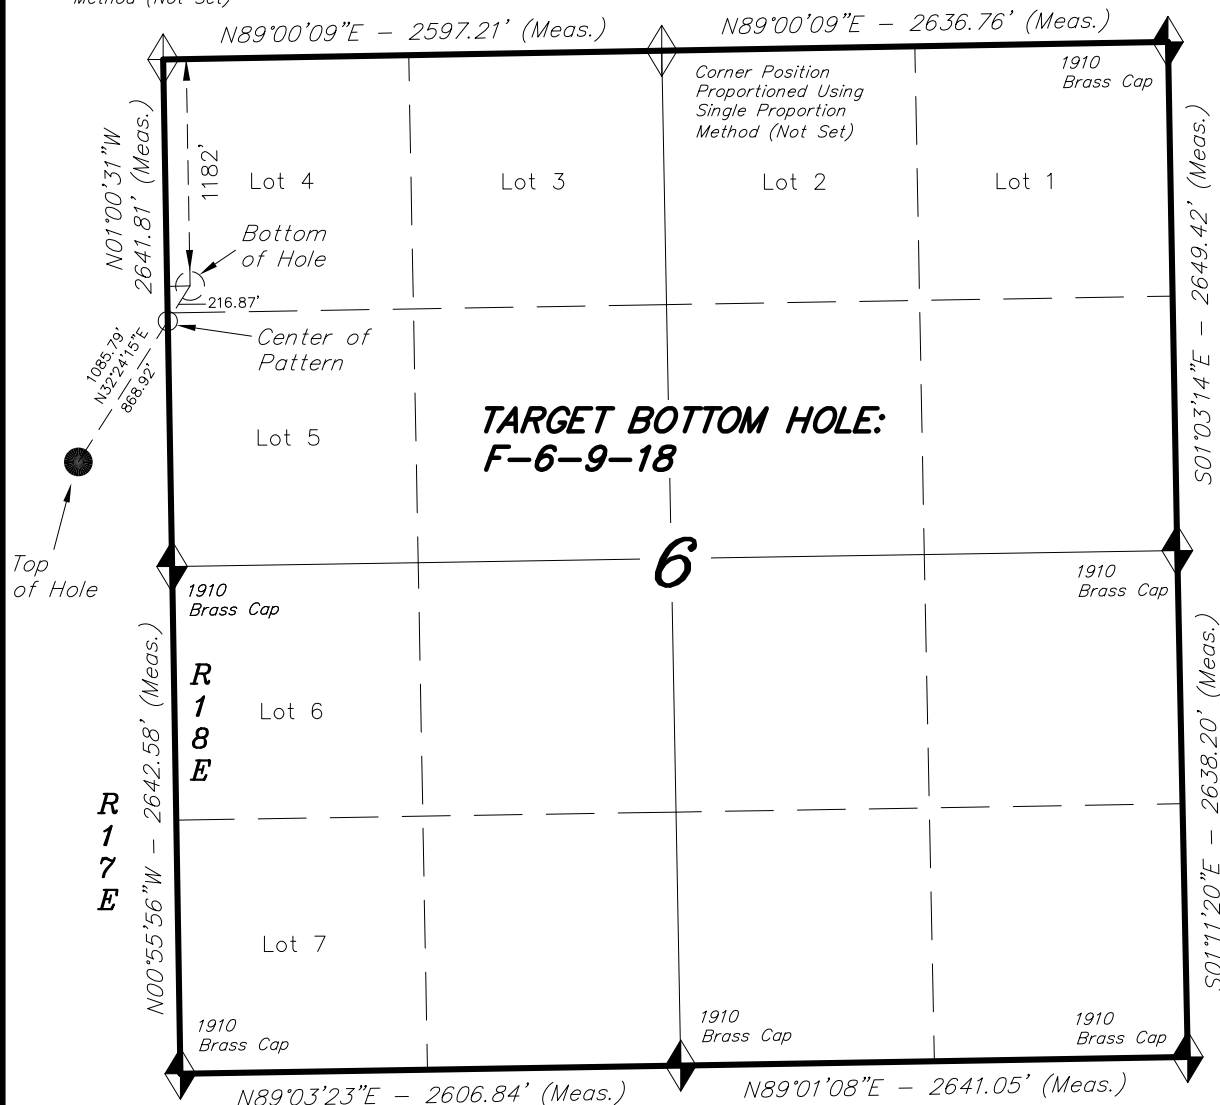 Method (Not Set)
N89°00'09"E - 2597.21' (Meas.)
N89°00'09"E - 2636.76' (Meas.)
Corner Position
Proportioned Using
Single Proportion
Method (Not Set)
1910
Brass Cap
N01°00'31"W
2641.81' (Meas.)
1182'
Lot 4
Lot 3
Lot 2
Lot 1
S01°03'14"E - 2649.42' (Meas.)
Bottom
of Hole
216.87'
Center of
Pattern
1085.79'
N32°24'15"E
868.92'
Lot 5
TARGET BOTTOM HOLE:
F-6-9-18
Top
of Hole
6
1910
Brass Cap
1910
Brass Cap
R
1
8
E
Lot 6
N00°55'56"W - 2642.58' (Meas.)
R
1
7
E
S01°11'20"E - 2638.20' (Meas.)
Lot 7
1910
Brass Cap
1910
Brass Cap
1910
Brass Cap
N89°03'23"E - 2606.84' (Meas.)
N89°01'08"E - 2641.05' (Meas.)